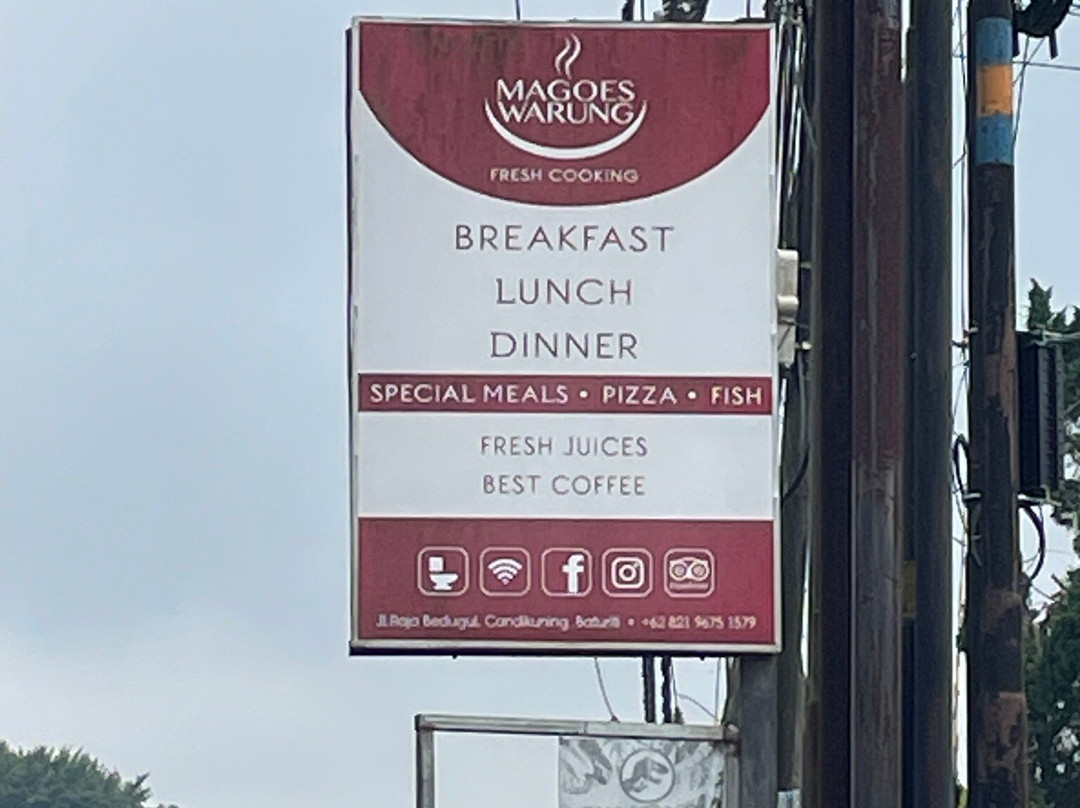 MAGOES
WARUNG
FRESH COOKING
BREAKFAST
LUNCH
DINNER
SPECIAL MEALS • PIZZA • FISH
FRESH JUICES
BEST COFFEE
Jl.Raja Bedugul, Candikuning, Baturiti • +62 821 9675 1579